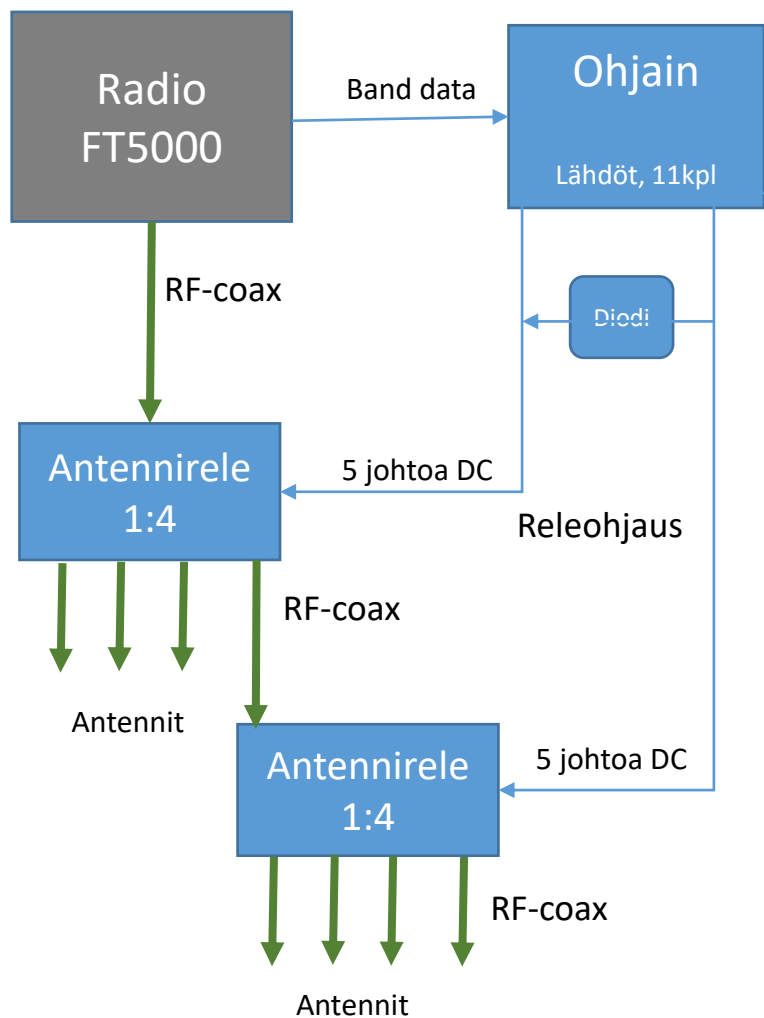 Radio
FT5000
Band data
Ohjain
Lähdöt, 11kpl
RF-coax
Diodi
Antennirele
1:4
5 johtoa DC
Releohjaus
RF-coax
Antennit
Antennirele
1:4
5 johtoa DC
RF-coax
Antennit